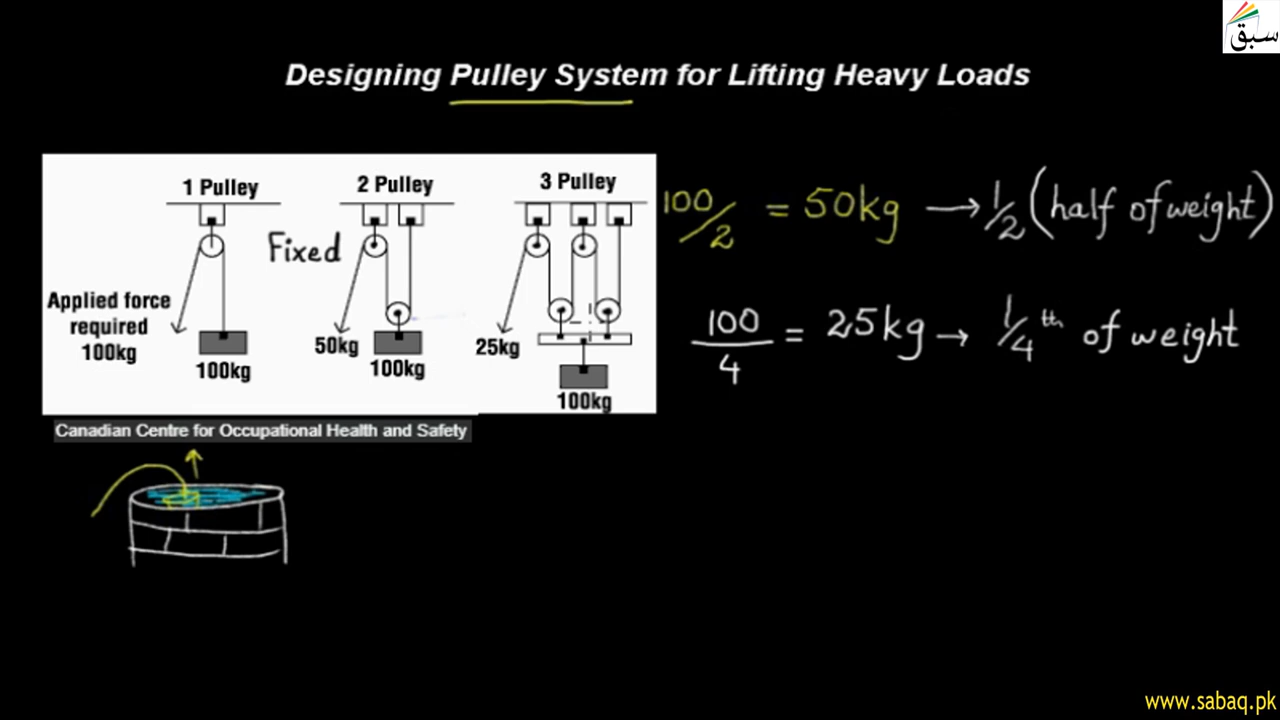 سبق
Designing Pulley System for Lifting Heavy Loads
1 Pulley
2 Pulley
3 Pulley
Fixed
Applied force
required
100kg
100kg
50kg
100kg
25kg
100kg
100/2 = 50kg → 1/2 (half of weight)
100/4 = 25kg → 1/4 th of weight
Canadian Centre for Occupational Health and Safety
www.sabaq.pk